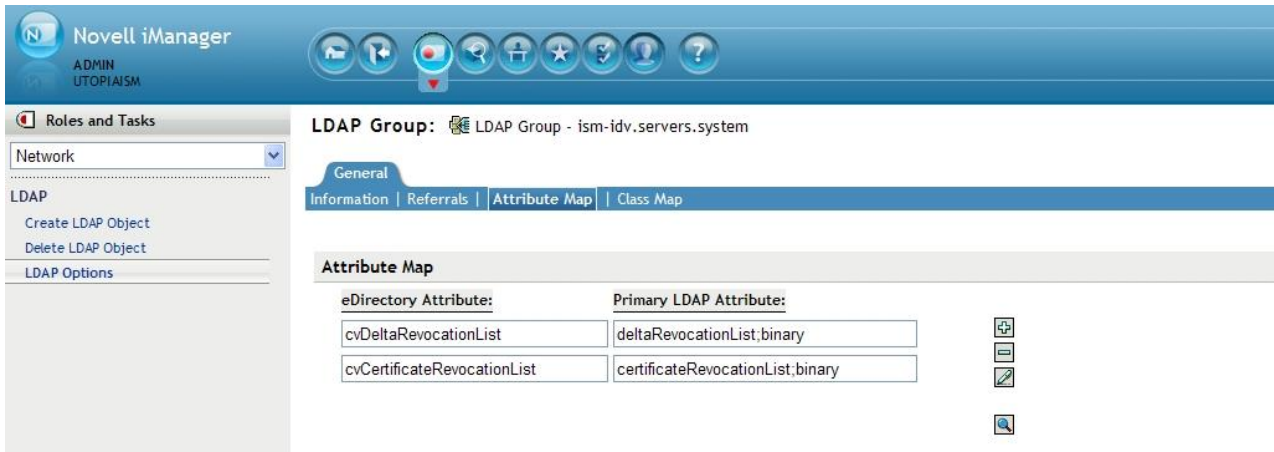 Novell iManager
ADMIN
UTOPIAISM
Roles and Tasks
Network
LDAP
Create LDAP Object
Delete LDAP Object
LDAP Options
LDAP Group: LDAP Group - ism-idv.servers.system
General
Information | Referrals | Attribute Map | Class Map
Attribute Map
eDirectory Attribute: Primary LDAP Attribute:
cvDeltaRevocationList deltaRevocationList;binary
cvCertificateRevocationList certificateRevocationList;binary